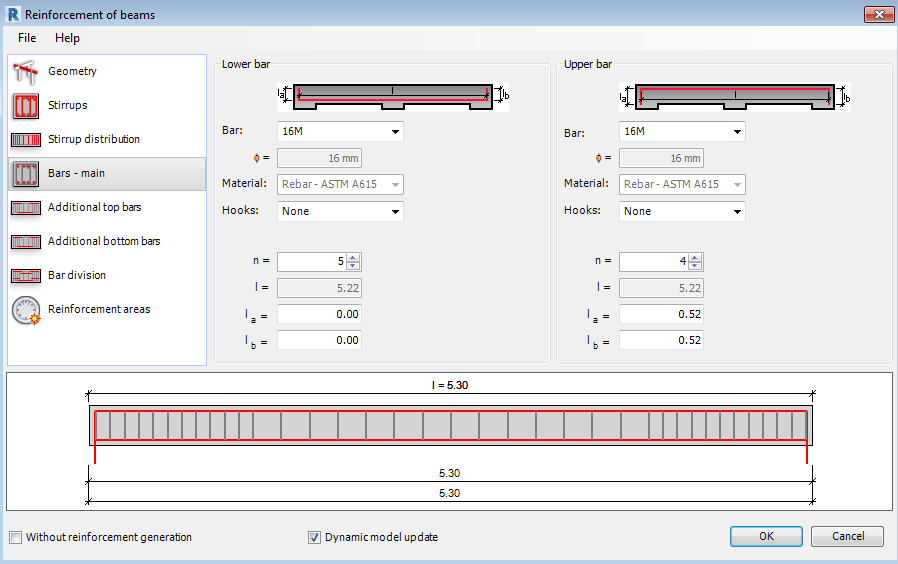 R Reinforcement of beams
File Help
Geometry
Stirrups
Stirrup distribution
Bars - main
Additional top bars
Additional bottom bars
Bar division
Reinforcement areas
Lower bar
la l lb
Bar: 16M
ϕ = 16 mm
Material: Rebar - ASTM A615
Hooks: None
n = 5
l = 5.22
l a = 0.00
l b = 0.00
Upper bar
la l lb
Bar: 16M
ϕ = 16 mm
Material: Rebar - ASTM A615
Hooks: None
n = 4
l = 5.22
l a = 0.52
l b = 0.52
l = 5.30
5.30
5.30
Without reinforcement generation
Dynamic model update
OK
Cancel